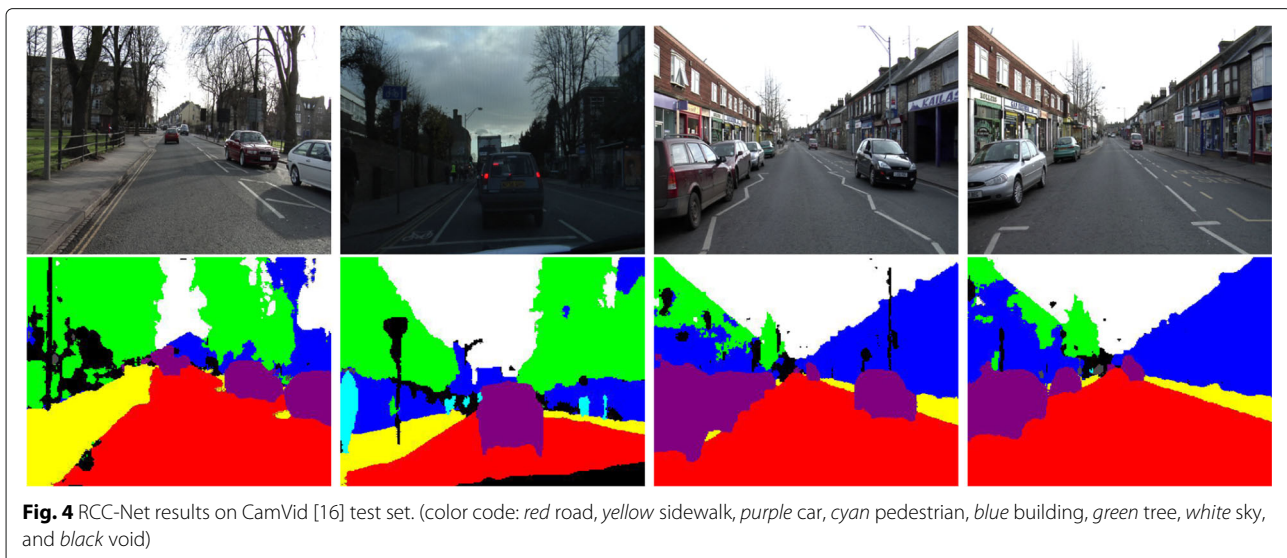 KAILAS
Fig. 4 RCC-Net results on CamVid [16] test set. (color code: red road, yellow sidewalk, purple car, cyan pedestrian, blue building, green tree, white sky,
and black void)